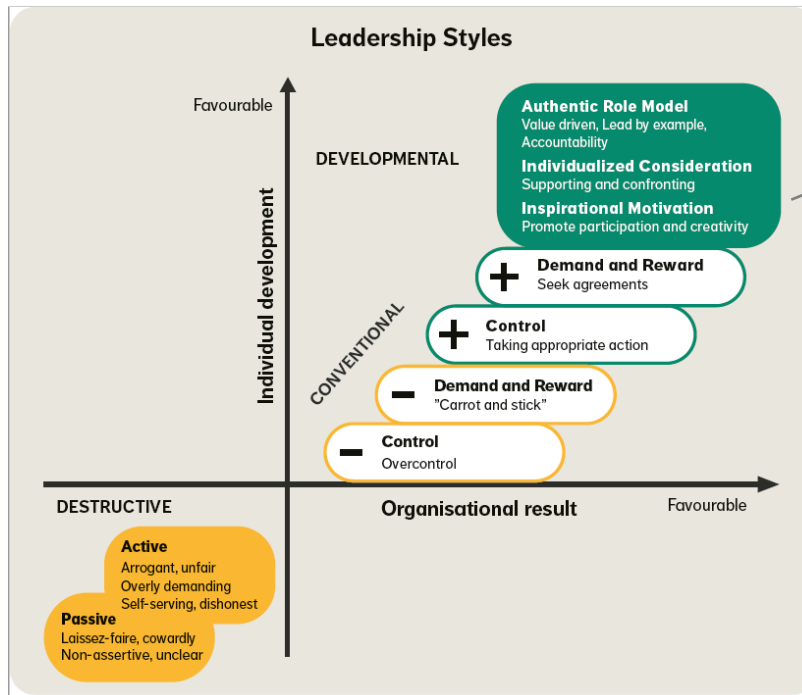 Leadership Styles
Favourable
Individual development
DEVELOPMENTAL
Authentic Role Model
Value driven, Lead by example,
Accountability
Individualized Consideration
Supporting and confronting
Inspirational Motivation
Promote participation and creativity
CONVENTIONAL
+ Demand and Reward
Seek agreements
+ Control
Taking appropriate action
− Demand and Reward
”Carrot and stick”
− Control
Overcontrol
DESTRUCTIVE
Organisational result
Favourable
Active
Arrogant, unfair
Overly demanding
Self-serving, dishonest
Passive
Laissez-faire, cowardly
Non-assertive, unclear